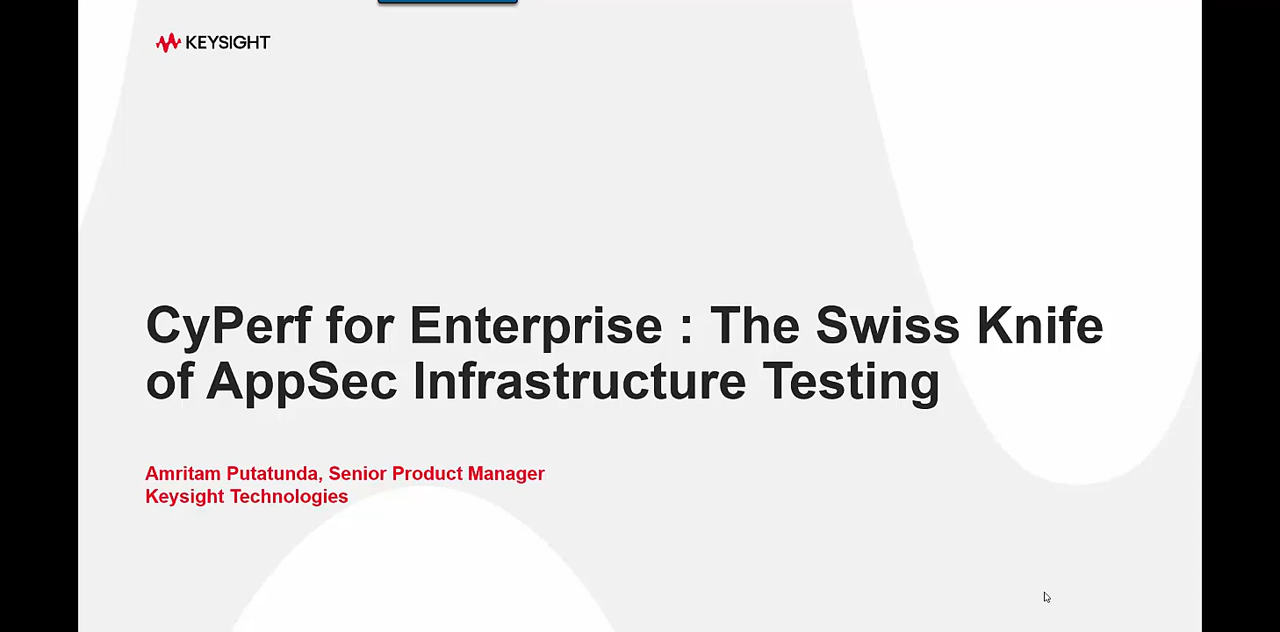 KEYSIGHT
CyPerf for Enterprise : The Swiss Knife
of AppSec Infrastructure Testing
Amritam Putatunda, Senior Product Manager
Keysight Technologies